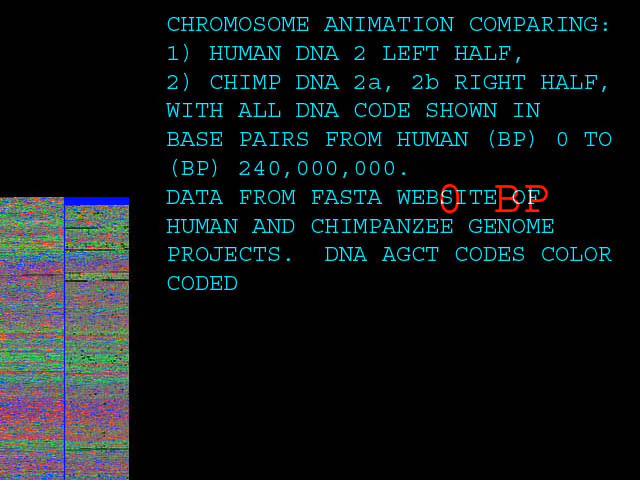 CHROMOSOME ANIMATION COMPARING:
1) HUMAN DNA 2 LEFT HALF,
2) CHIMP DNA 2a, 2b RIGHT HALF,
WITH ALL DNA CODE SHOWN IN
BASE PAIRS FROM HUMAN (BP) 0 TO
(BP) 240,000,000.
DATA FROM FASTA WEBSITE OF
0 BP
HUMAN AND CHIMPANZEE GENOME
PROJECTS. DNA AGCT CODES COLOR
CODED